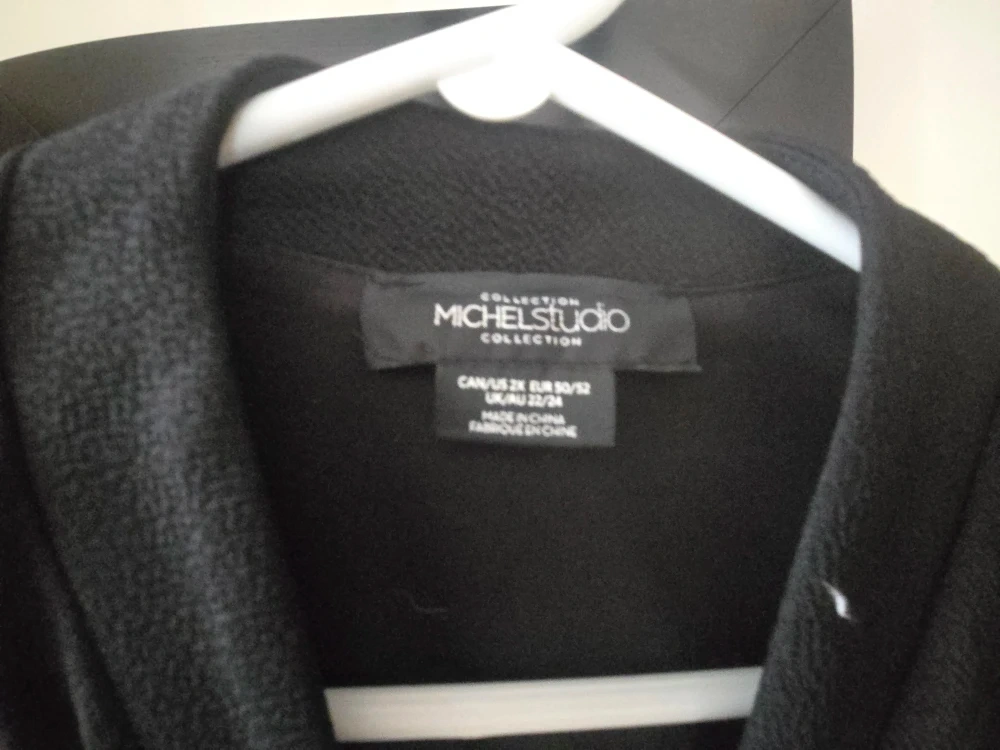 COLLECTION
MICHELstudio
COLLECTION
CAN/US 2X EUR 50/52
UK/AU 22/24
MADE IN CHINA
FABRIQUÉ EN CHINE